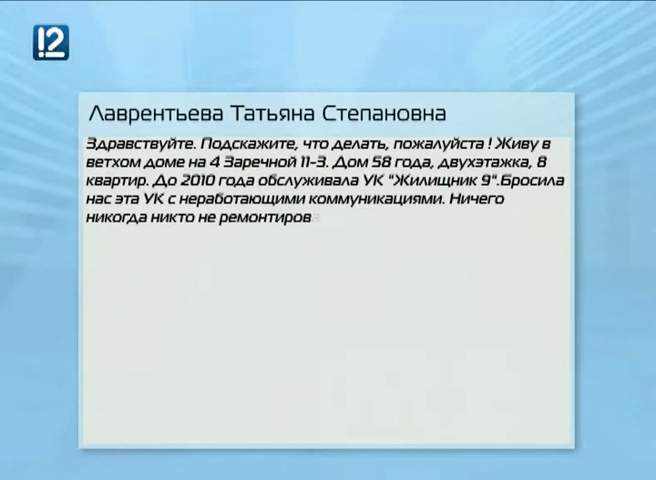 12
Лаврентьева Татьяна Степановна
Здравствуйте. Подскажите, что делать, пожалуйста ! Живу в
ветхом доме на 4 Заречной 11-3. Дом 58 года, двухэтажка, 8
квартир. До 2010 года обслуживала УК "Жилищник 9".Бросила
нас эта УК с неработающими коммуникациями. Ничего
никогда никто не ремонтирова